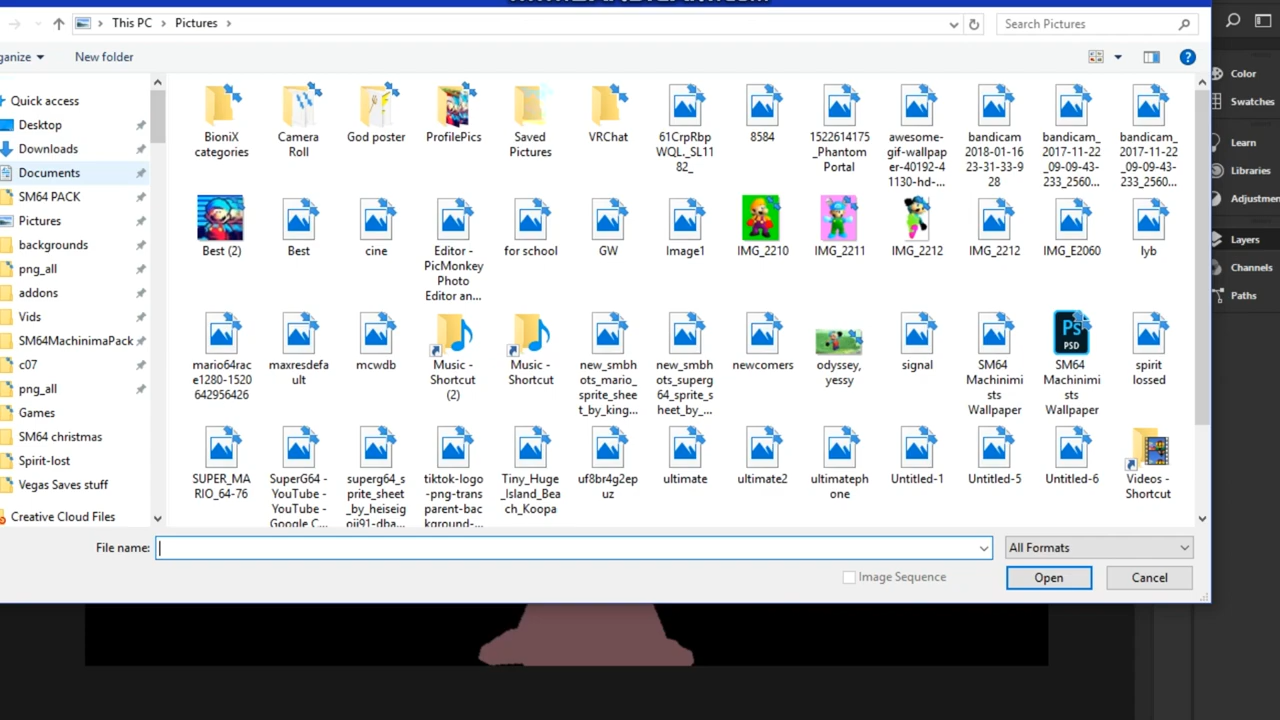 This PC > Pictures >
Search Pictures
New folder
Color
Swatches
Learn
Libraries
Layers
Channels
Paths
Quick access
Desktop
Downloads
Documents
SM64 PACK
Pictures
backgrounds
png_all
addons
Vids
SM64MachinimaPack
c07
png_all
Games
SM64 christmas
Spirit-lost
Vegas Saves stuff
Creative Cloud Files
BioniX
categories
Camera
Roll
God poster
ProfilePics
Saved
Pictures
VRChat
61CrpRbp
WQL._SL11
82_
8584
1522614175
_Phantom
Portal
awesome-
gif-wallpap
er-40192-4
1130-hd-...
bandicam
2018-01-16
23-31-33-9
28
bandicam_
2017-11-22
_09-09-43-
233_2560...
bandicam_
2017-11-22
_09-09-43-
233_2560...
Best (2)
Best
cine
Editor -
PicMonkey
Photo
Editor an...
for school
GW
Image1
IMG_2210
IMG_2211
IMG_2212
IMG_2212
IMG_E2060
lyb
mario64rac
e1280-1520
642956426
maxresdefa
ult
mcwdb
Music -
Shortcut
(2)
Music -
Shortcut
new_smbh
ots_mario_
sprite_shee
t_by_king...
new_smbh
ots_superg
64_sprite_s
heet_by_...
newcomers
odyssey,
yessy
signal
SM64
Machinimi
sts
Wallpaper
Ps
PSD
SM64
Machinimi
sts
Wallpaper
spirit
lossed
SUPER_MA
RIO_64-76
SuperG64 -
YouTube -
YouTube -
Google C...
superg64_s
prite_sheet
_by_heiseig
oji91-dba...
tiktok-logo
-png-trans
parent-bac
kground-...
Tiny_Huge
_Island_Bea
ch_Koopa
uf8br4g2ep
uz
ultimate
ultimate2
ultimateph
one
Untitled-1
Untitled-5
Untitled-6
Videos -
Shortcut
File name:
All Formats
Image Sequence
Open
Cancel